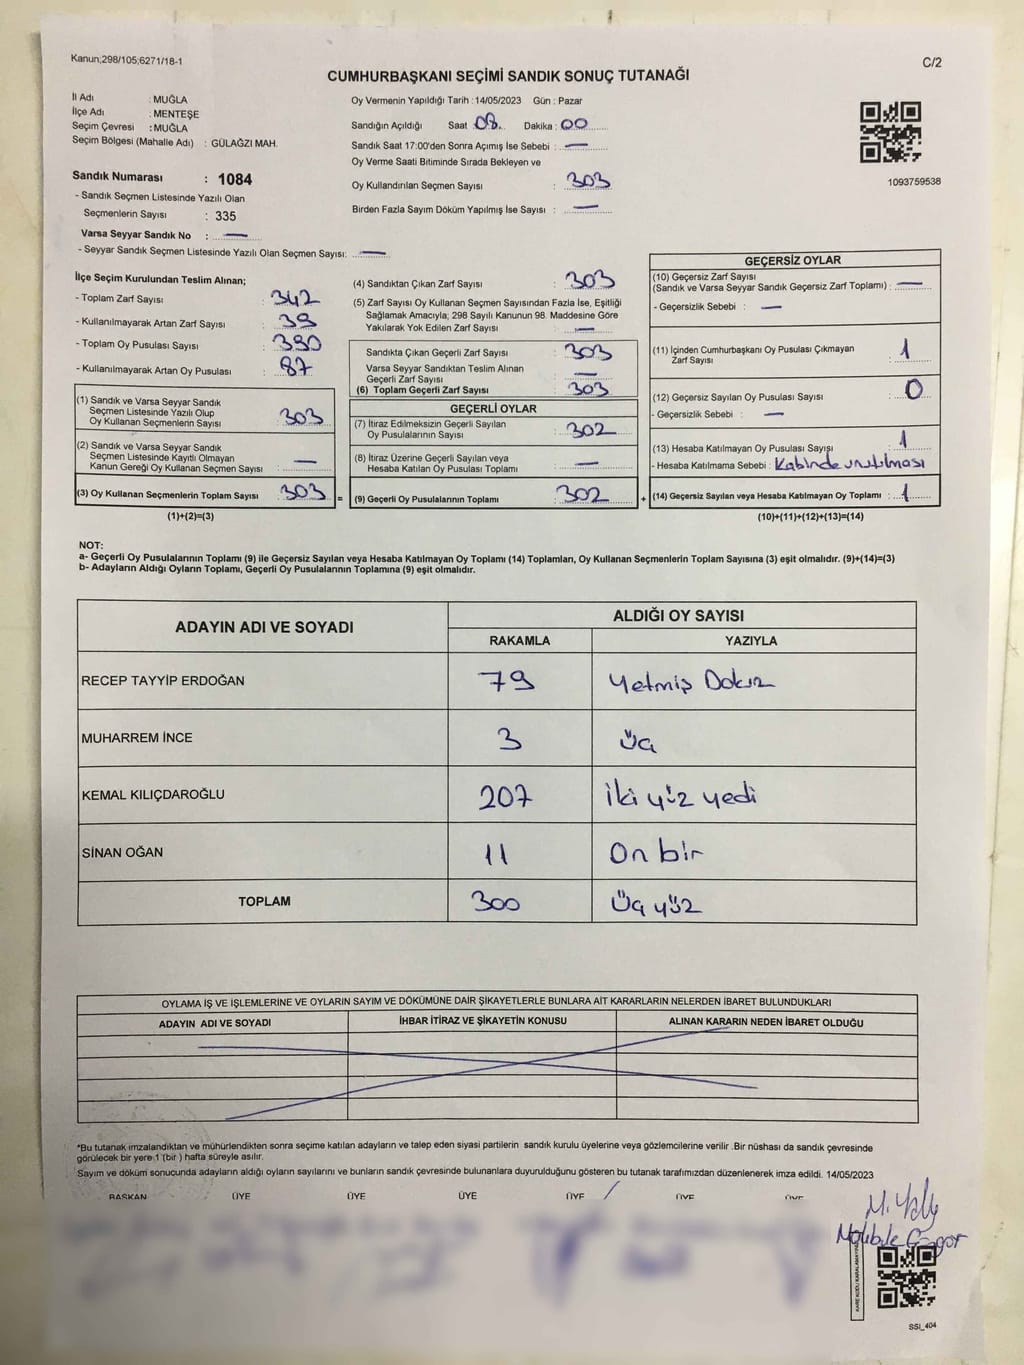 Kanun;298/105;6271/18-1
C/2
CUMHURBAŞKANI SEÇİMİ SANDIK SONUÇ TUTANAĞI
İl Adı : MUĞLA
İlçe Adı : MENTEŞE
Seçim Çevresi : MUĞLA
Seçim Bölgesi (Mahalle Adı) : GÜLAĞZI MAH.
Sandık Numarası : 1084
- Sandık Seçmen Listesinde Yazılı Olan
Seçmenlerin Sayısı : 335
Varsa Seyyar Sandık No : —
- Seyyar Sandık Seçmen Listesinde Yazılı Olan Seçmen Sayısı: —
Oy Vermenin Yapıldığı Tarih : 14/05/2023 Gün : Pazar
Sandığın Açıldığı Saat 08. Dakika : 00
Sandık Saat 17:00'den Sonra Açımış İse Sebebi : —
Oy Verme Saati Bitiminde Sırada Bekleyen ve
Oy Kullandırılan Seçmen Sayısı : 303
Birden Fazla Sayım Döküm Yapılmış İse Sayısı : —
1093759538
İlçe Seçim Kurulundan Teslim Alınan;
- Toplam Zarf Sayısı : 342
- Kullanılmayarak Artan Zarf Sayısı : 39
- Toplam Oy Pusulası Sayısı : 390
- Kullanılmayarak Artan Oy Pusulası : 87
(1) Sandık ve Varsa Seyyar Sandık
Seçmen Listesinde Yazılı Olup
Oy Kullanan Seçmenlerin Sayısı : 303
(2) Sandık ve Varsa Seyyar Sandık
Seçmen Listesinde Kayıtlı Olmayan
Kanun Gereği Oy Kullanan Seçmen Sayısı : —
(3) Oy Kullanan Seçmenlerin Toplam Sayısı : 303 =
(1)+(2)=(3)
(4) Sandıktan Çıkan Zarf Sayısı : 303
(5) Zarf Sayısı Oy Kullanan Seçmen Sayısından Fazla İse, Eşitliği
Sağlamak Amacıyla; 298 Sayılı Kanunun 98. Maddesine Göre
Yakılarak Yok Edilen Zarf Sayısı : —
Sandıkta Çıkan Geçerli Zarf Sayısı : 303
Varsa Seyyar Sandıktan Teslim Alınan
Geçerli Zarf Sayısı : —
(6) Toplam Geçerli Zarf Sayısı : 303
GEÇERLİ OYLAR
(7) İtiraz Edilmeksizin Geçerli Sayılan
Oy Pusulalarının Sayısı : 302
(8) İtiraz Üzerine Geçerli Sayılan veya
Hesaba Katılan Oy Pusulası Toplamı : —
(9) Geçerli Oy Pusulalarının Toplamı : 302 +
GEÇERSİZ OYLAR
(10) Geçersiz Zarf Sayısı
(Sandık ve Varsa Seyyar Sandık Geçersiz Zarf Toplamı) : —
- Geçersizlik Sebebi : —
(11) İçinden Cumhurbaşkanı Oy Pusulası Çıkmayan
Zarf Sayısı : 1
(12) Geçersiz Sayılan Oy Pusulası Sayısı : 0
- Geçersizlik Sebebi : —
(13) Hesaba Katılmayan Oy Pusulası Sayısı : 1
- Hesaba Katılmama Sebebi : Kabinde unutılması
(14) Geçersiz Sayılan veya Hesaba Katılmayan Oy Toplamı : 1
(10)+(11)+(12)+(13)=(14)
NOT:
a- Geçerli Oy Pusulalarının Toplamı (9) ile Geçersiz Sayılan veya Hesaba Katılmayan Oy Toplamı (14) Toplamları, Oy Kullanan Seçmenlerin Toplam Sayısına (3) eşit olmalıdır. (9)+(14)=(3)
b- Adayların Aldığı Oyların Toplamı, Geçerli Oy Pusulalarının Toplamına (9) eşit olmalıdır.
ADAYIN ADI VE SOYADI
ALDIĞI OY SAYISI
RAKAMLA YAZIYLA
RECEP TAYYİP ERDOĞAN 79 Yetmiş Dokuz
MUHARREM İNCE 3 Üç
KEMAL KILIÇDAROĞLU 207 İki yüz yedi
SİNAN OĞAN 11 On bir
TOPLAM 300 Üç yüz
OYLAMA İŞ VE İŞLEMLERİNE VE OYLARIN SAYIM VE DÖKÜMÜNE DAİR ŞİKAYETLERLE BUNLARA AİT KARARLARIN NELERDEN İBARET BULUNDUKLARI
ADAYIN ADI VE SOYADI İHBAR İTİRAZ VE ŞİKAYETİN KONUSU ALINAN KARARIN NEDEN İBARET OLDUĞU
*Bu tutanak imzalandıktan ve mühürlendikten sonra seçime katılan adayların ve talep eden siyasi partilerin sandık kurulu üyelerine veya gözlemcilerine verilir .Bir nüshası da sandık çevresinde
görülecek bir yere 1 (bir ) hafta süreyle asılır.
Sayım ve döküm sonucunda adayların aldığı oyların sayılarını ve bunların sandık çevresinde bulunanlara duyurulduğunu gösteren bu tutanak tarafımızdan düzenlenerek imza edildi. 14/05/2023
BAŞKAN ÜYE ÜYE ÜYE ÜYE ÜYE ÜYE
SSI_404